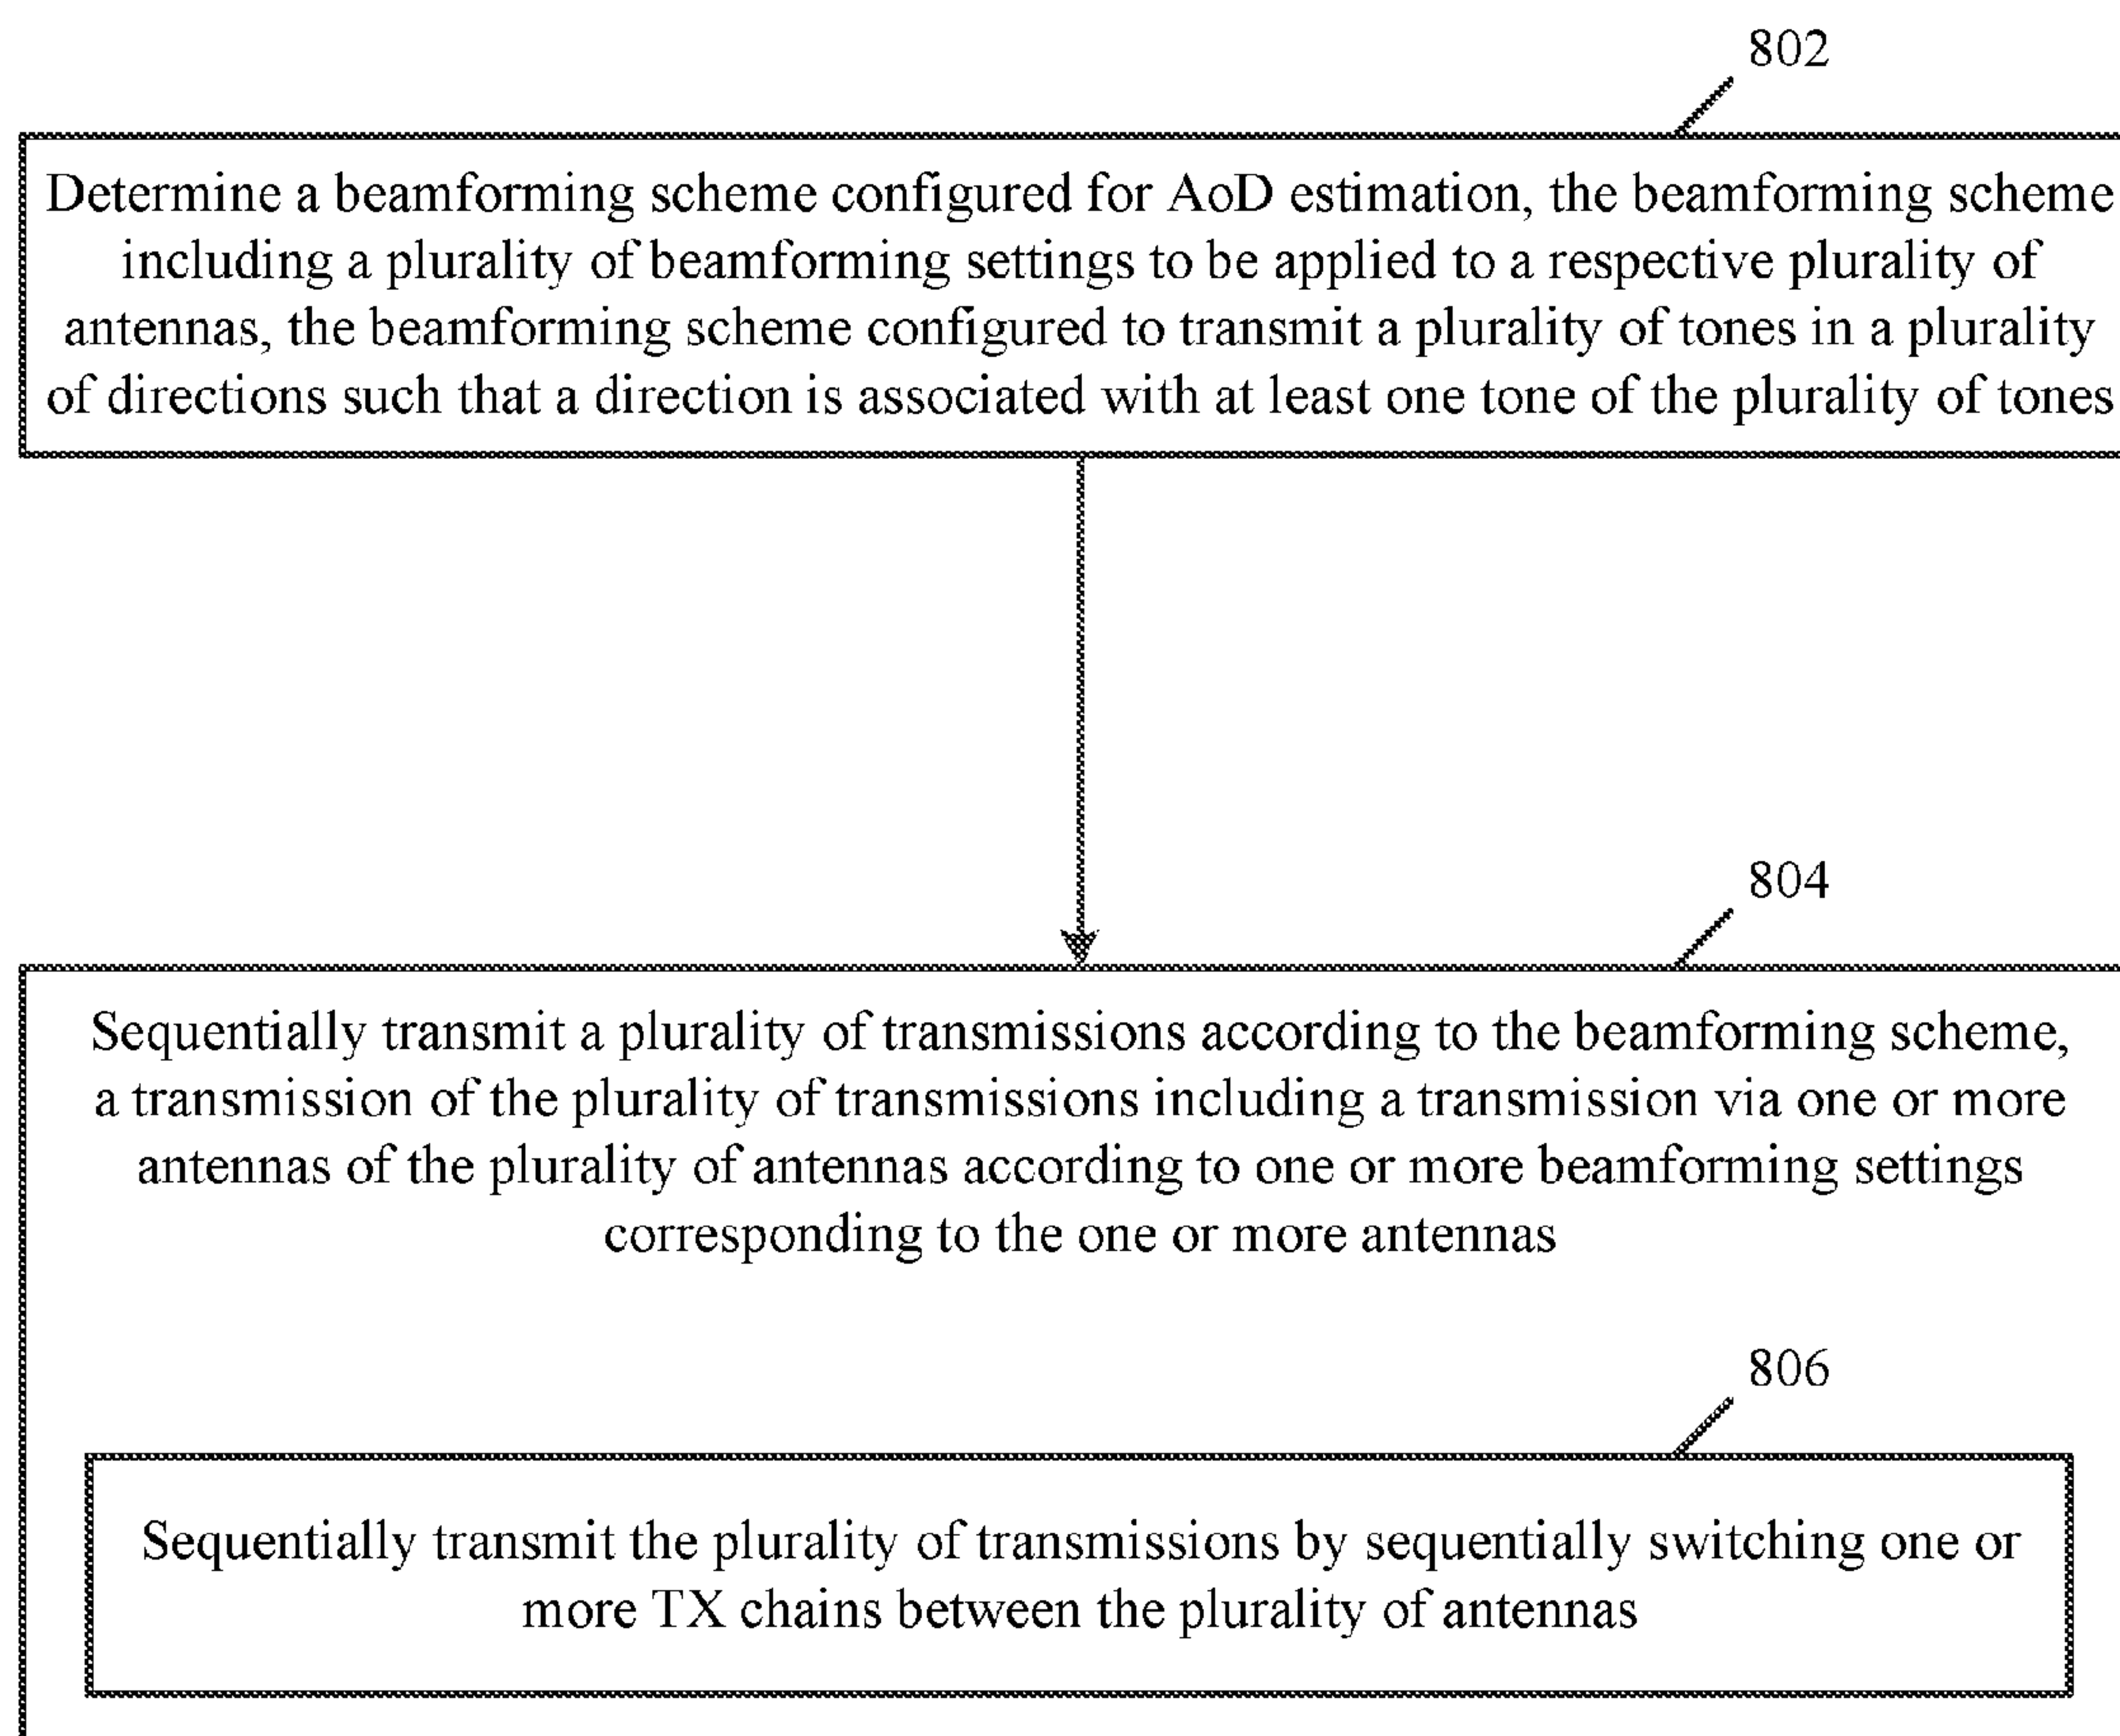 802
Determine a beamforming scheme configured for AoD estimation, the beamforming scheme
including a plurality of beamforming settings to be applied to a respective plurality of
antennas, the beamforming scheme configured to transmit a plurality of tones in a plurality
of directions such that a direction is associated with at least one tone of the plurality of tones
804
Sequentially transmit a plurality of transmissions according to the beamforming scheme,
a transmission of the plurality of transmissions including a transmission via one or more
antennas of the plurality of antennas according to one or more beamforming settings
corresponding to the one or more antennas
806
Sequentially transmit the plurality of transmissions by sequentially switching one or
more TX chains between the plurality of antennas